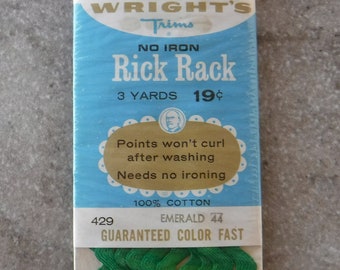 WRIGHT'S
Trims
NO IRON
Rick Rack
3 YARDS 19¢
Points won't curl
after washing
Needs no ironing
100% COTTON
429 EMERALD 44
GUARANTEED COLOR FAST